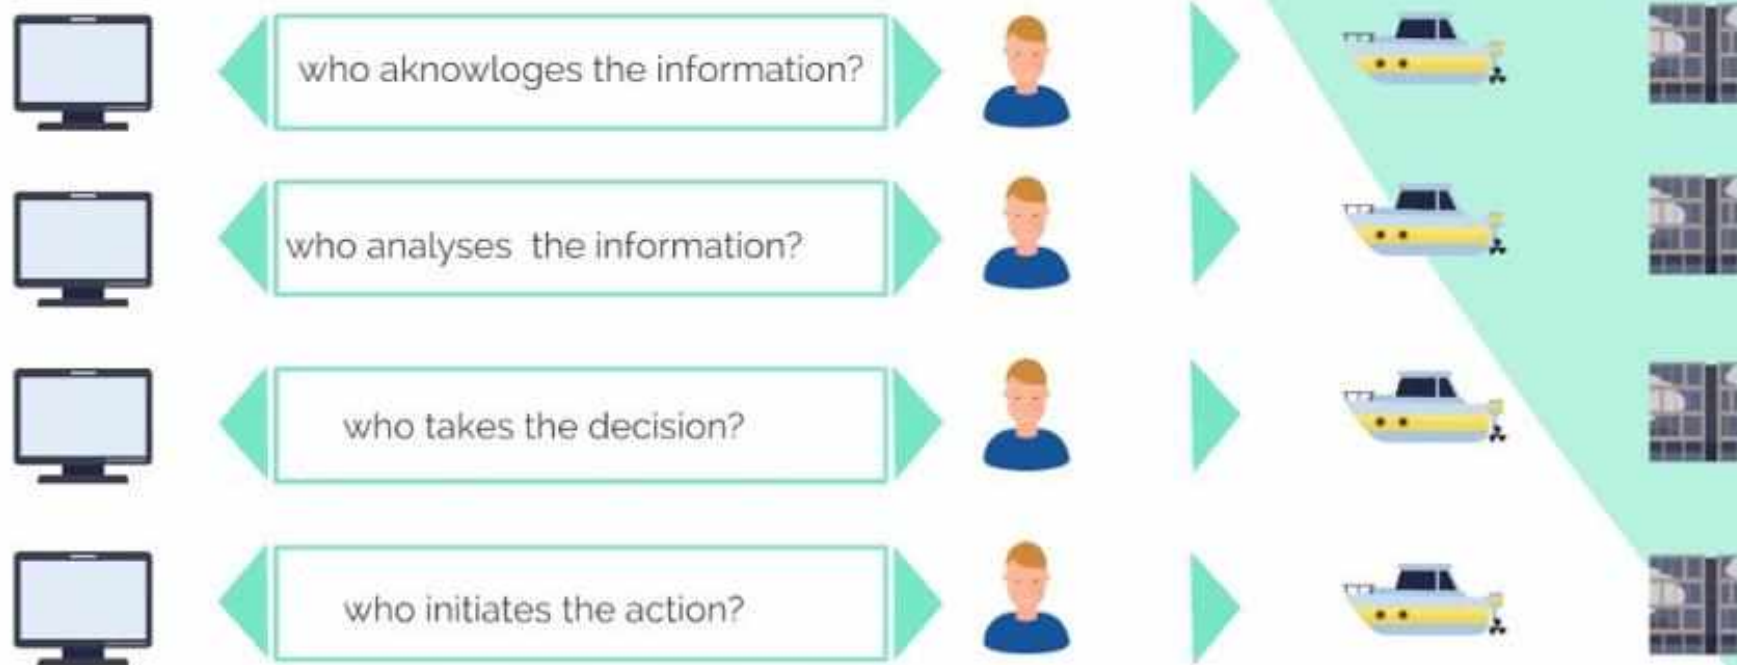 who aknowloges the information?
who analyses the information?
who takes the decision?
who initiates the action?